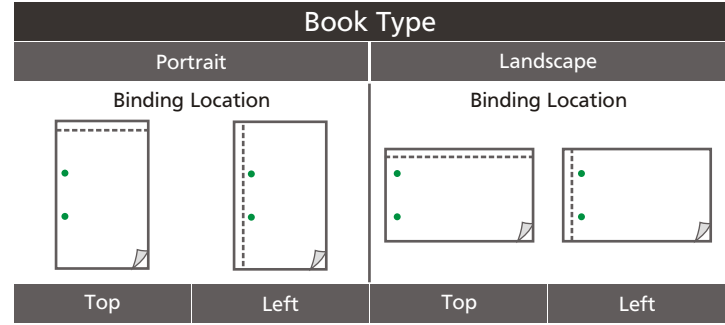 Book Type
Portrait
Landscape
Binding Location
Binding Location
Top
Left
Top
Left